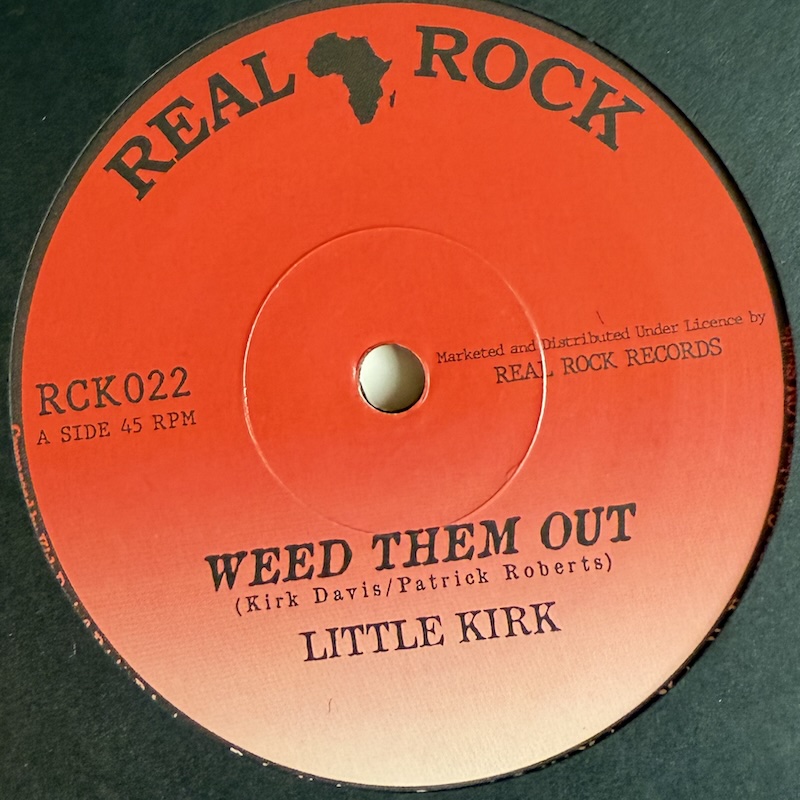 REAL ROCK
Marketed and Distributed Under Licence by
REAL ROCK RECORDS
RCK022
A SIDE 45 RPM
WEED THEM OUT
(Kirk Davis/Patrick Roberts)
LITTLE KIRK